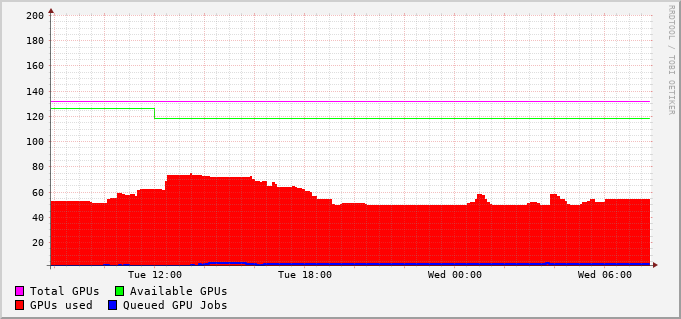 200
180
160
140
120
100
80
60
40
20
Tue 12:00 Tue 18:00 Wed 00:00 Wed 06:00
Total GPUs Available GPUs
GPUs used Queued GPU Jobs
RRDTOOL / TOBI OETIKER